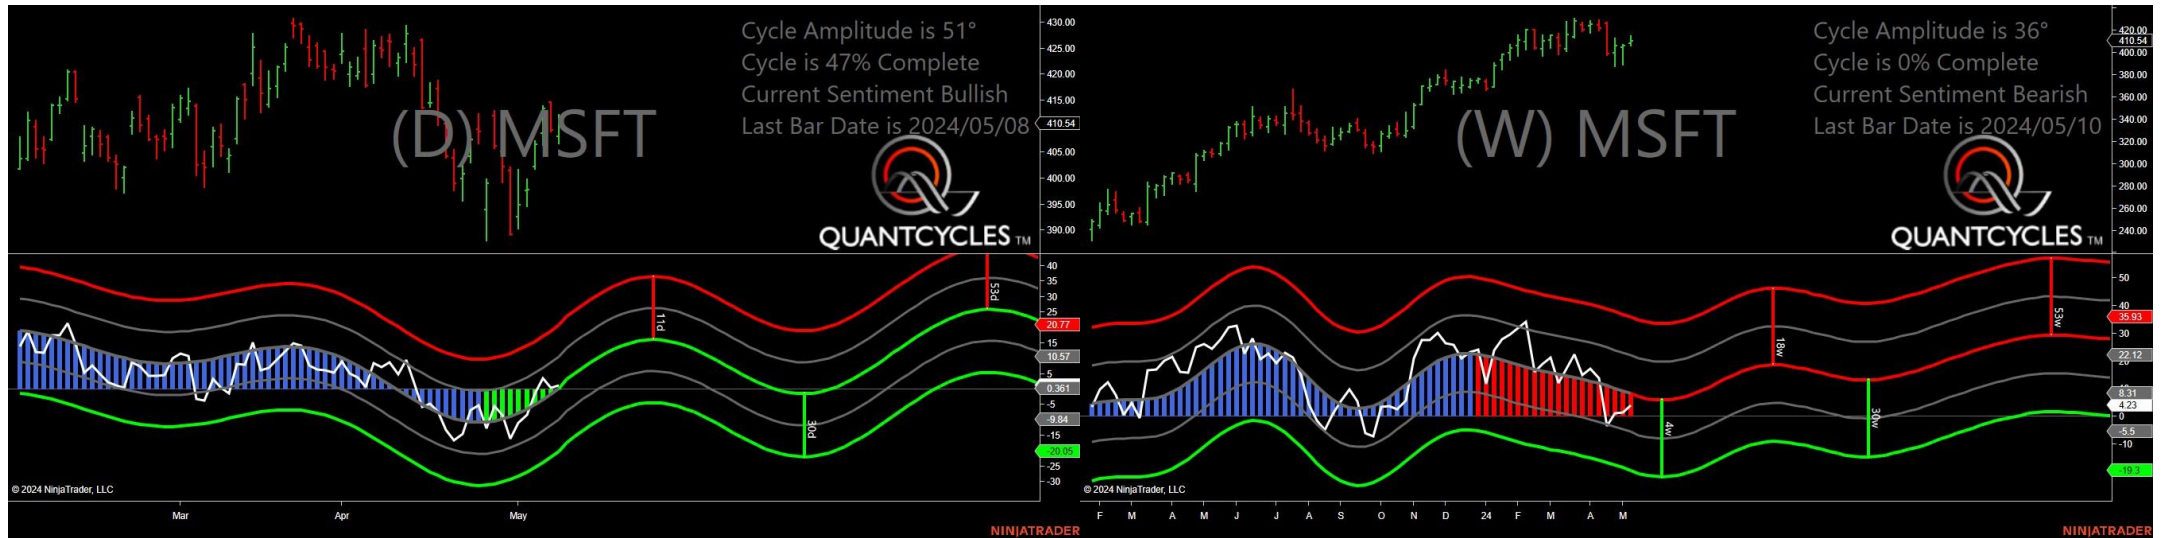 Cycle Amplitude is 51°
Cycle is 47% Complete
Current Sentiment Bullish
Last Bar Date is 2024/05/08
(D) MSFT
QUANTCYCLES TM
430.00
425.00
420.00
415.00
410.54
405.00
400.00
395.00
390.00
40
35
30
25
20.77
15
10.57
5
0.361
-5
-9.84
-15
-20.05
-25
-30
11d
30d
53d
© 2024 NinjaTrader, LLC
Mar
Apr
May
NINJATRADER
Cycle Amplitude is 36°
Cycle is 0% Complete
Current Sentiment Bearish
Last Bar Date is 2024/05/10
(W) MSFT
QUANTCYCLES TM
420.00
410.54
400.00
380.00
360.00
340.00
320.00
300.00
280.00
260.00
240.00
50
40
35.93
30
22.12
8.31
4.23
0
-5.5
-10
-19.3
4w
18w
30w
53w
© 2024 NinjaTrader, LLC
F M A M J J A S O N D 24 F M A M
NINJATRADER